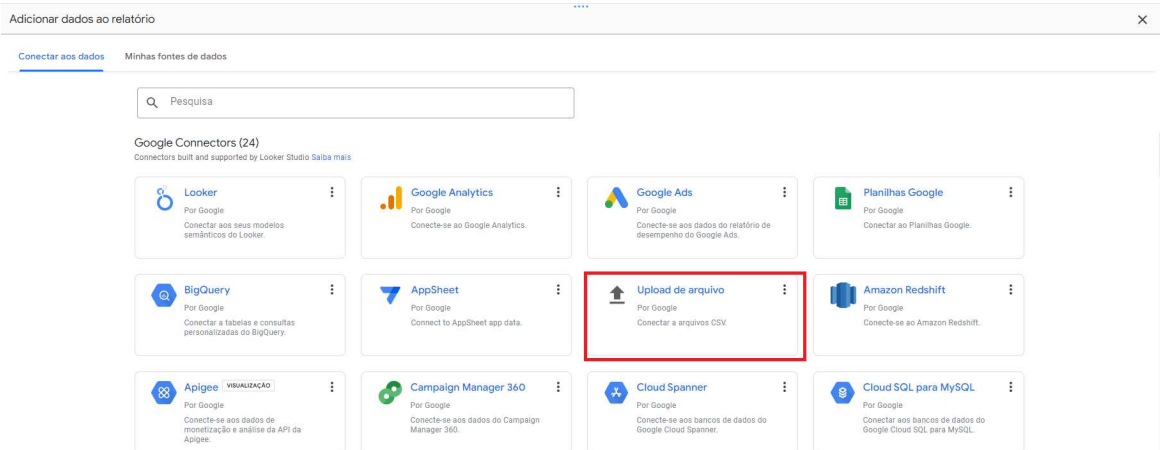 Adicionar dados ao relatório
Conectar aos dados Minhas fontes de dados
Pesquisa
Google Connectors (24)
Connectors built and supported by Looker Studio Saiba mais
Looker
Por Google
Conectar aos seus modelos
semânticos do Looker.
Google Analytics
Por Google
Conecte-se ao Google Analytics.
Google Ads
Por Google
Conecte-se aos dados do relatório de
desempenho do Google Ads.
Planilhas Google
Por Google
Conectar ao Planilhas Google.
BigQuery
Por Google
Conectar a tabelas e consultas
personalizadas do BigQuery.
AppSheet
Por Google
Connect to AppSheet app data.
Upload de arquivo
Por Google
Conectar a arquivos CSV.
Amazon Redshift
Por Google
Conecte-se ao Amazon Redshift.
Apigee VISUALIZAÇÃO
Por Google
Conecte-se aos dados de
monetização e análise da API da
Apigee.
Campaign Manager 360
Por Google
Conecte-se aos dados do Campaign
Manager 360.
Cloud Spanner
Por Google
Conecte-se aos bancos de dados do
Google Cloud Spanner.
Cloud SQL para MySQL
Por Google
Conectar aos bancos de dados do
Google Cloud SQL para MySQL.